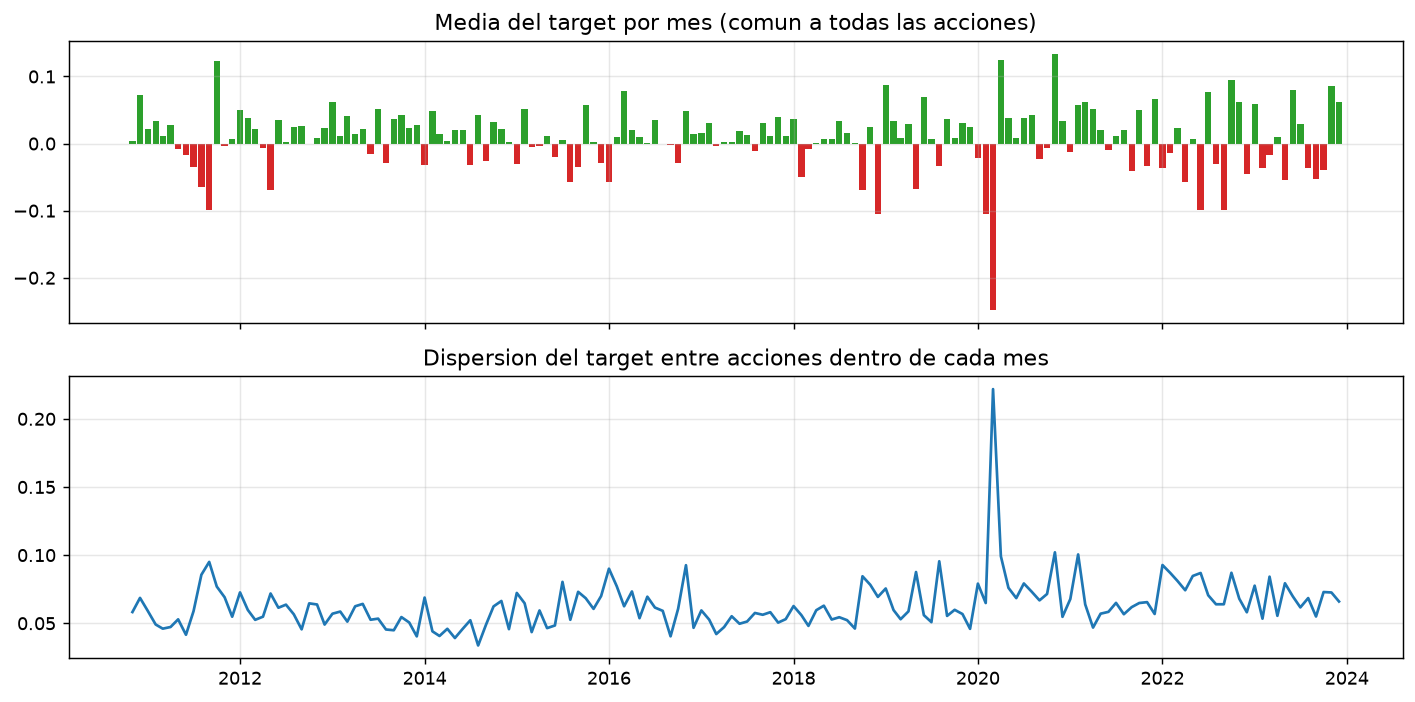 Media del target por mes (comun a todas las acciones)
0.1
0.0
−0.1
−0.2
Dispersion del target entre acciones dentro de cada mes
0.20
0.15
0.10
0.05
2012 2014 2016 2018 2020 2022 2024